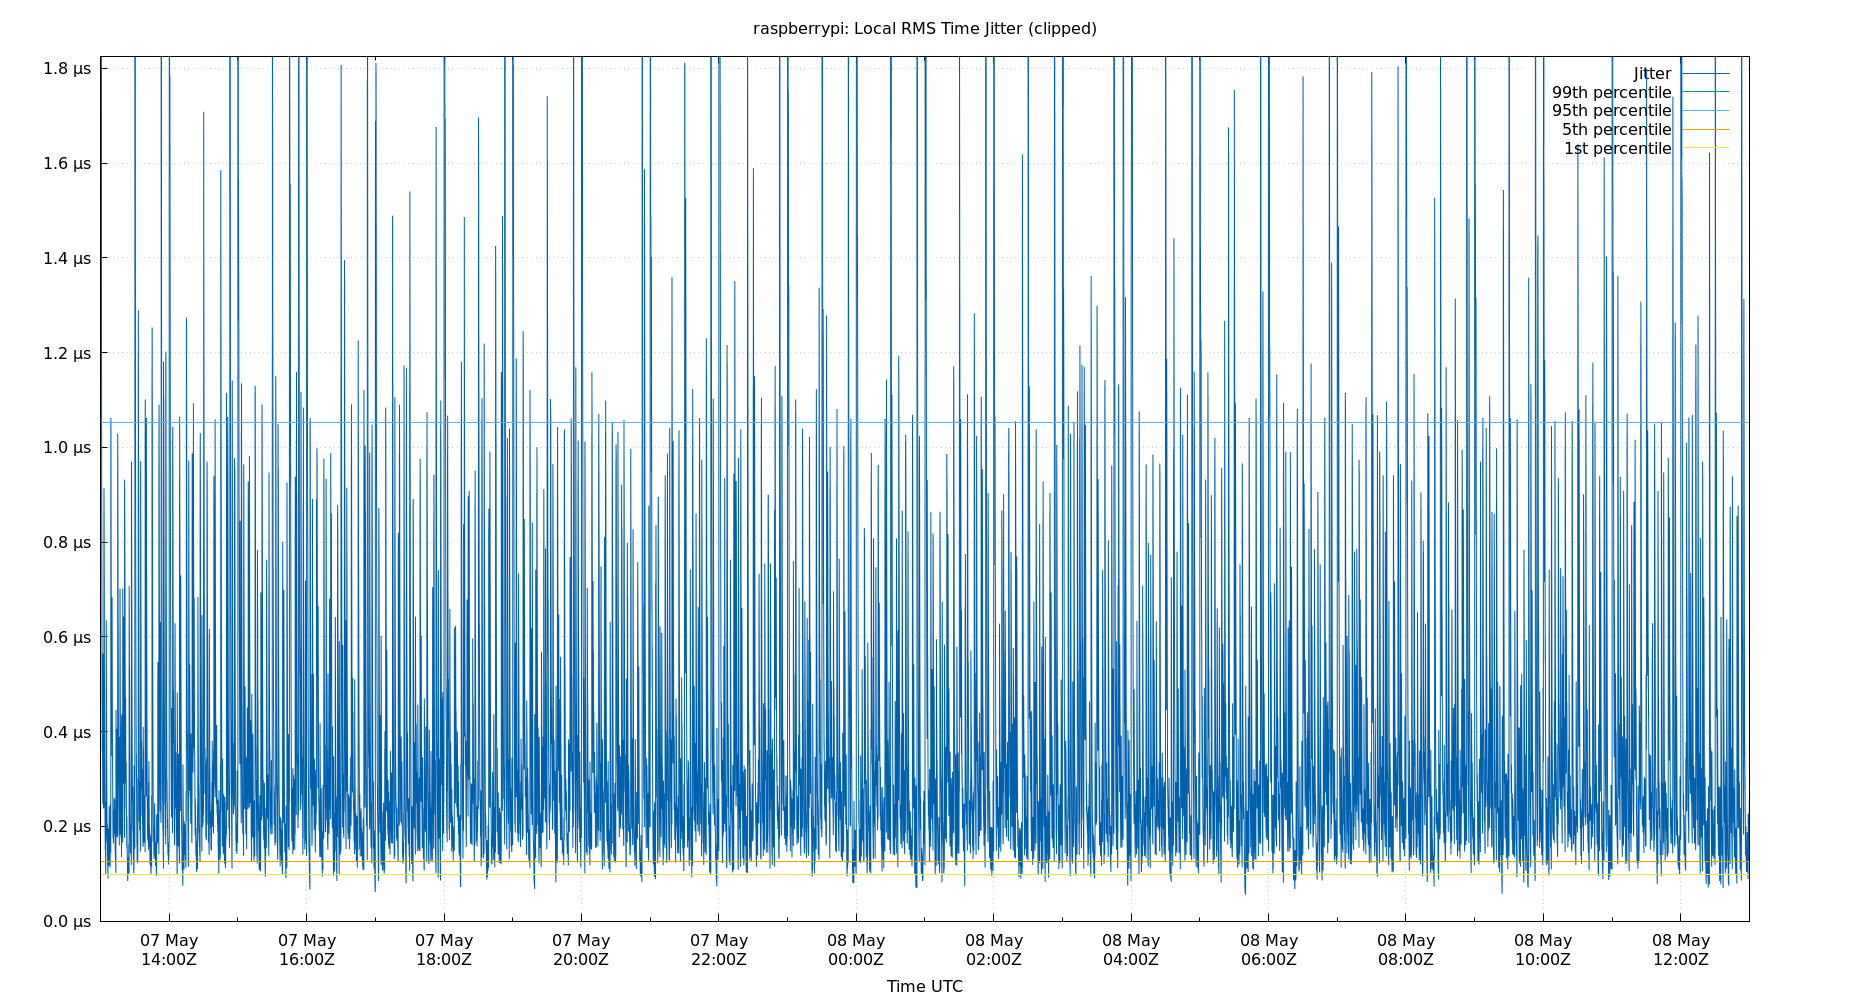 raspberrypi: Local RMS Time Jitter (clipped)
1.8 µs
1.6 µs
1.4 µs
1.2 µs
1.0 µs
0.8 µs
0.6 µs
0.4 µs
0.2 µs
0.0 µs
Jitter
99th percentile
95th percentile
5th percentile
1st percentile
07 May 07 May 07 May 07 May 07 May 08 May 08 May 08 May 08 May 08 May 08 May 08 May
14:00Z 16:00Z 18:00Z 20:00Z 22:00Z 00:00Z 02:00Z 04:00Z 06:00Z 08:00Z 10:00Z 12:00Z
Time UTC